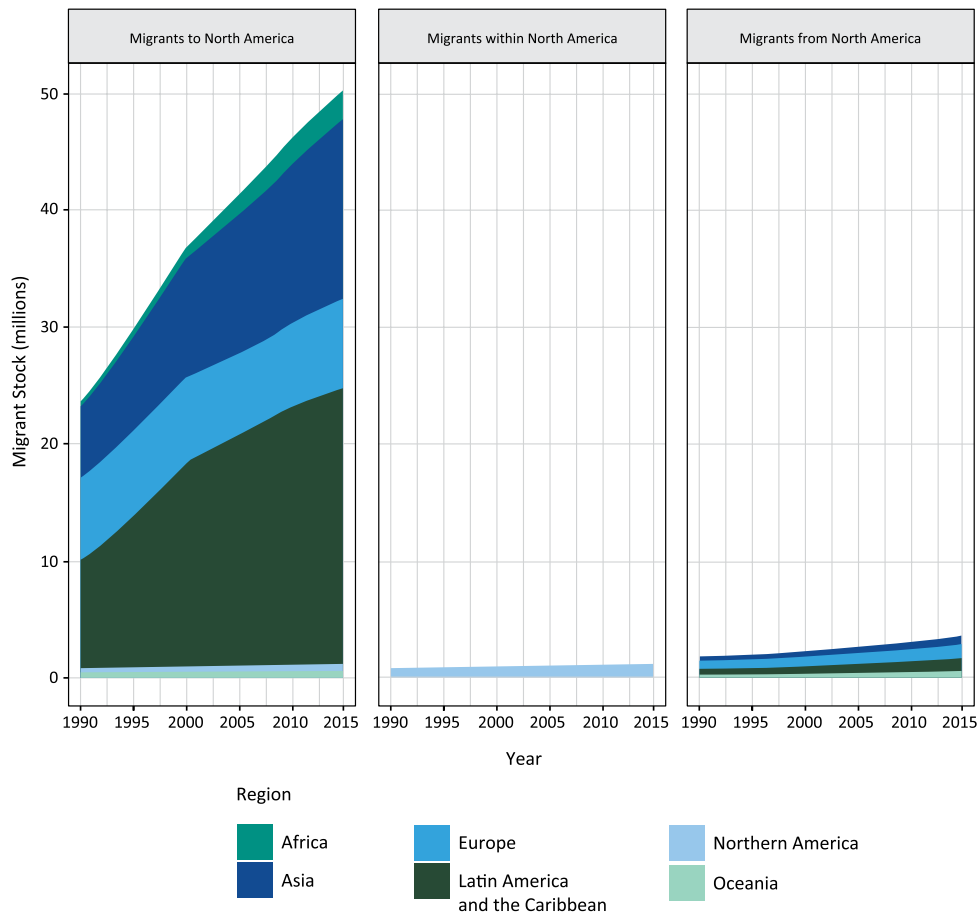 Migrants to North America
Migrants within North America
Migrants from North America
Migrant Stock (millions)
50
40
30
20
10
0
1990 1995 2000 2005 2010 2015
1990 1995 2000 2005 2010 2015
1990 1995 2000 2005 2010 2015
Year
Region
Africa
Asia
Europe
Latin America
and the Caribbean
Northern America
Oceania